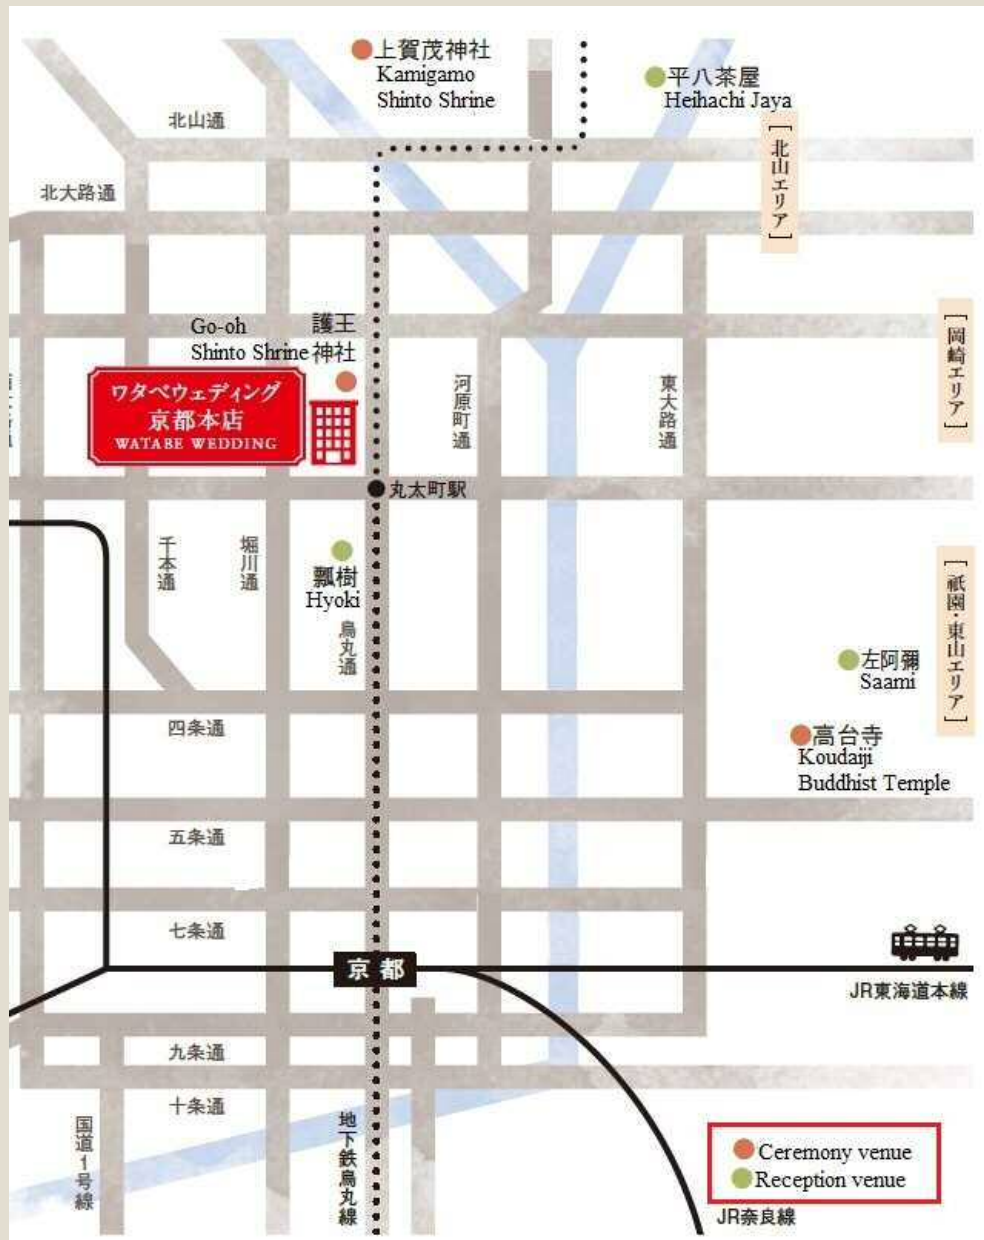 上賀茂神社
Kamigamo
Shinto Shrine
平八茶屋
Heihachi Jaya
北山通
[北山エリア]
北大路通
Go-oh
Shinto Shrine
護王
神社
[岡崎エリア]
ワタベウェディング
京都本店
WATABE WEDDING
河原町通
東大路通
丸太町駅
千本通
堀川通
瓢樹
Hyoki
烏丸通
[祇園・東山エリア]
左阿彌
Saami
四条通
高台寺
Koudaiji
Buddhist Temple
五条通
七条通
京都
JR東海道本線
九条通
十条通
国道1号線
地下鉄烏丸線
Ceremony venue
Reception venue
JR奈良線